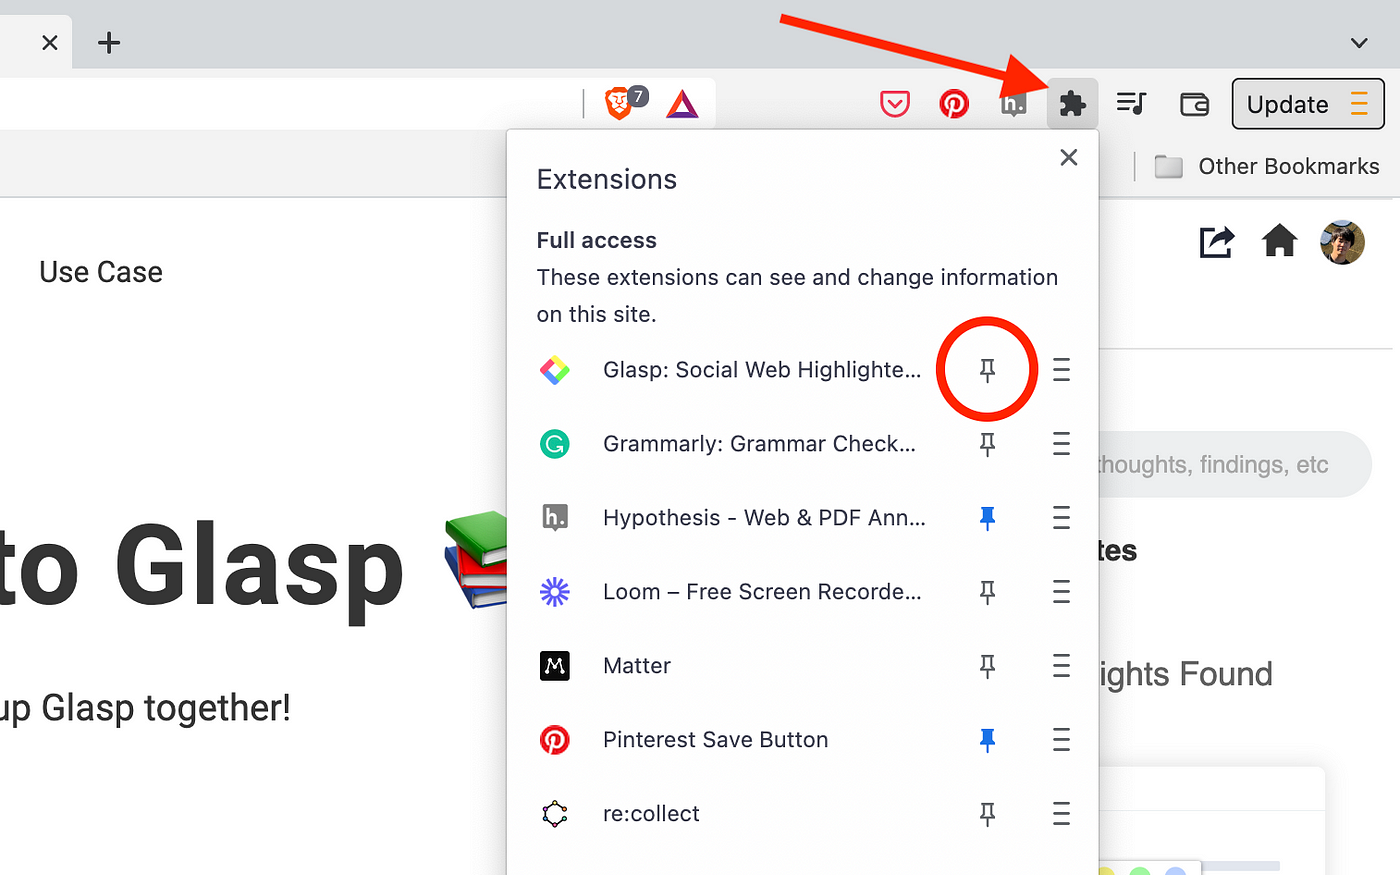 7
h.
Update
Other Bookmarks
Extensions
Full access
These extensions can see and change information
on this site.
Use Case
Glasp: Social Web Highlighte...
Grammarly: Grammar Check...
thoughts, findings, etc
h.
Hypothesis - Web & PDF Ann...
to Glasp
tes
Loom – Free Screen Recorde...
Matter
ights Found
up Glasp together!
Pinterest Save Button
re:collect